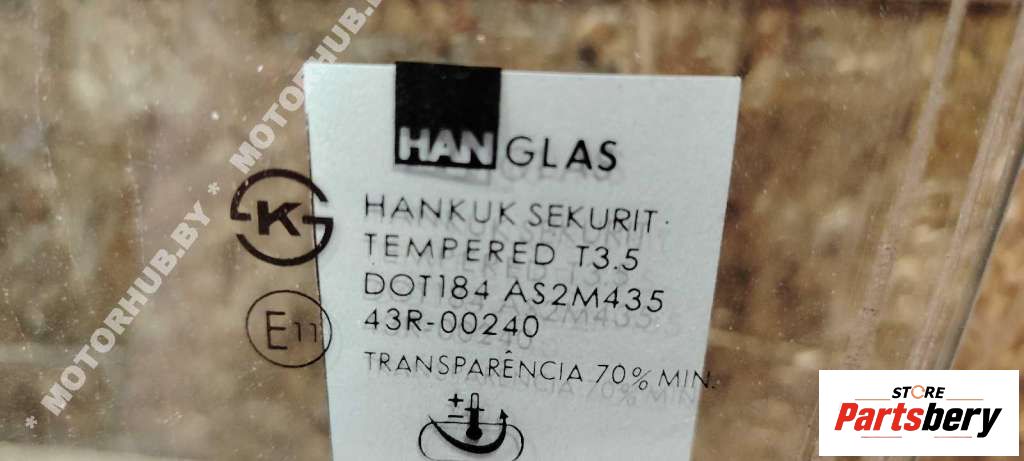 * MOTORHUB.BY * MOTORHUB.BY
HANGLAS
K
HANKUK SEKURIT.
TEMPERED T3.5
DOT184 AS2M435
43R-00240
E11
TRANSPARÊNCIA 70% MIN.
+
-
STORE
Partsbery